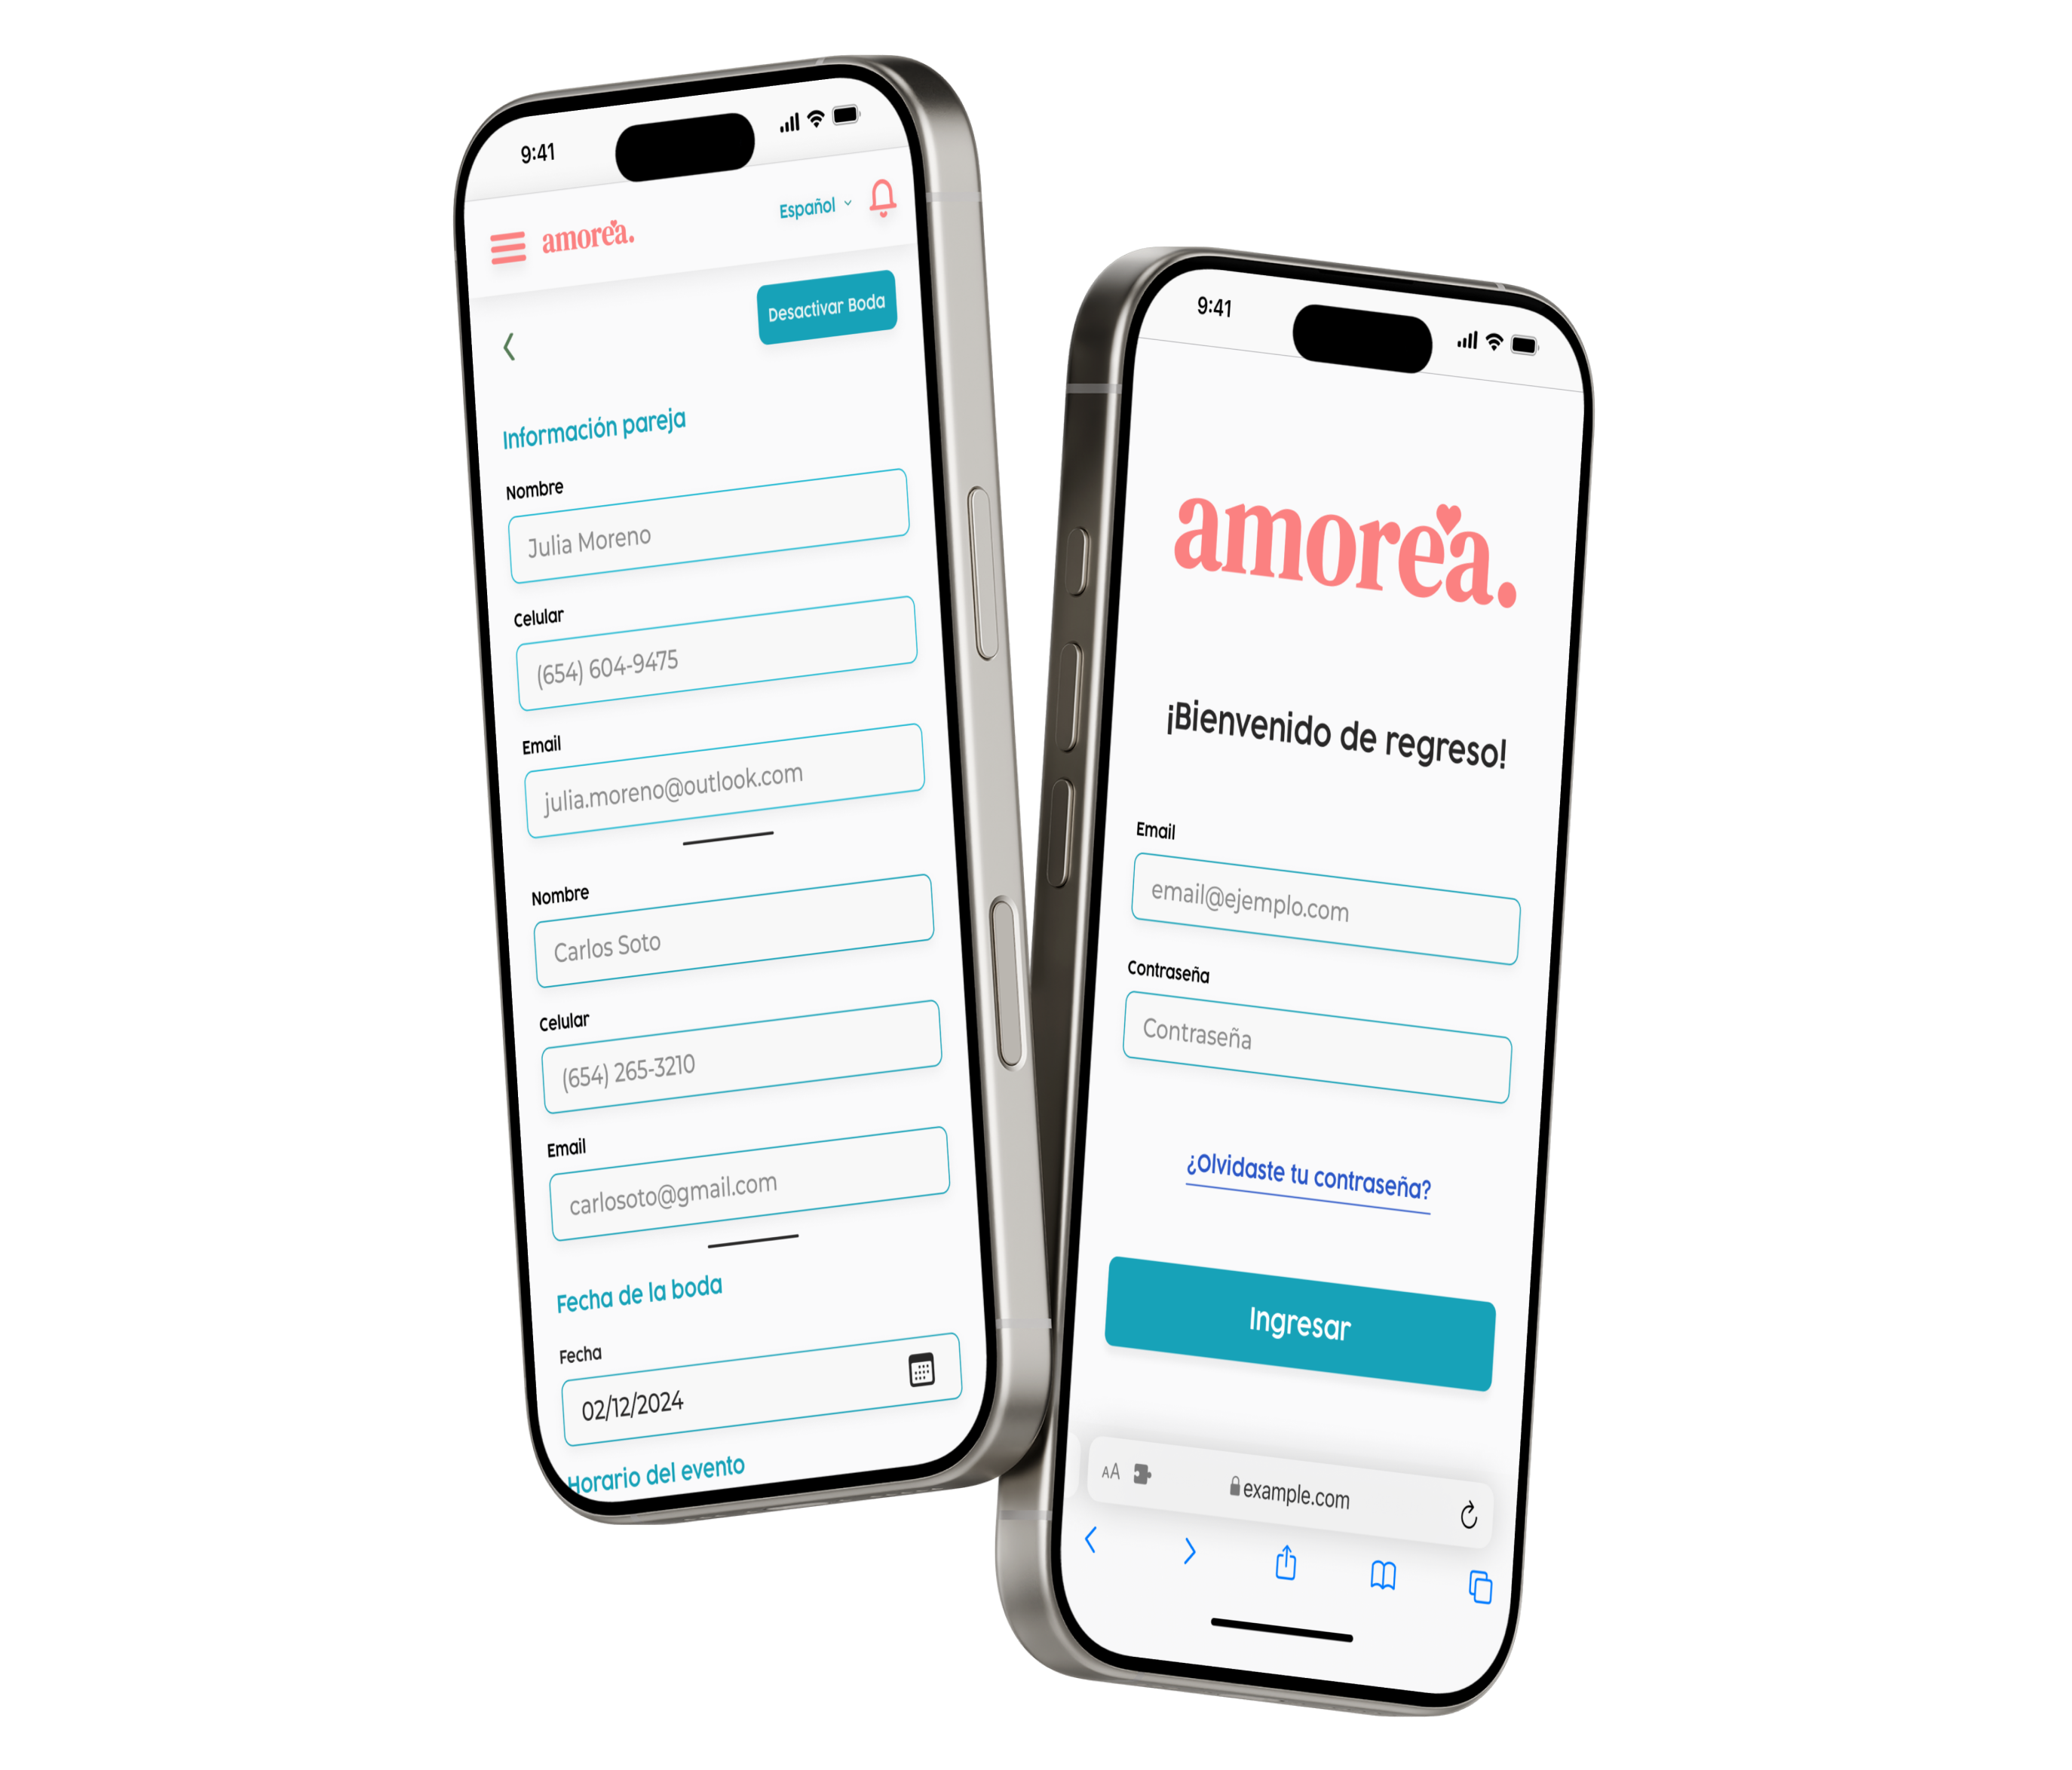 9:41
amorea.
Español
Desactivar Boda
Información pareja
Nombre
Julia Moreno
Celular
(654) 604-9475
Email
julia.moreno@outlook.com
Nombre
Carlos Soto
Celular
(654) 265-3210
Email
carlosoto@gmail.com
Fecha de la boda
Fecha
02/12/2024
Horario del evento
9:41
amorea.
¡Bienvenido de regreso!
Email
email@ejemplo.com
Contraseña
Contraseña
¿Olvidaste tu contraseña?
Ingresar
AA
example.com